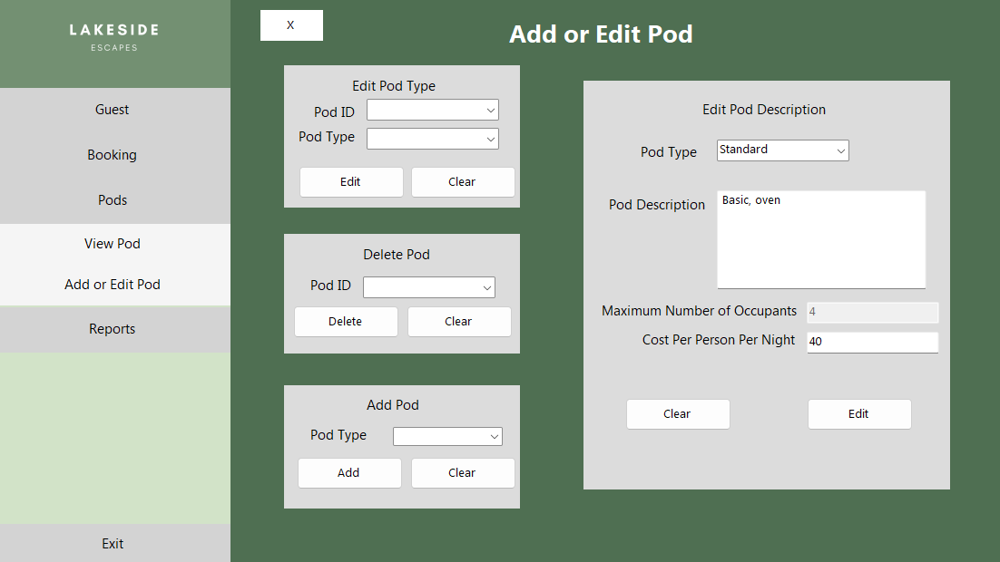 LAKESIDE
ESCAPES
Guest
Booking
Pods
View Pod
Add or Edit Pod
Reports
Exit
X
Add or Edit Pod
Edit Pod Type
Pod ID
Pod Type
Edit
Clear
Delete Pod
Pod ID
Delete
Clear
Add Pod
Pod Type
Add
Clear
Edit Pod Description
Pod Type
Standard
Pod Description
Basic, oven
Maximum Number of Occupants
4
Cost Per Person Per Night
40
Clear
Edit